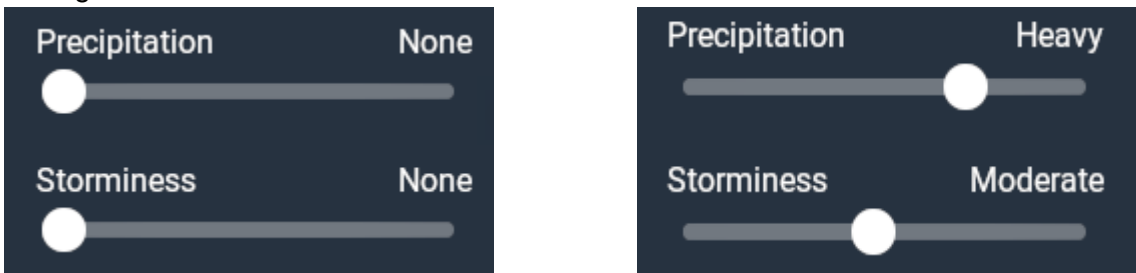 Precipitation None
Storminess None
Precipitation Heavy
Storminess Moderate